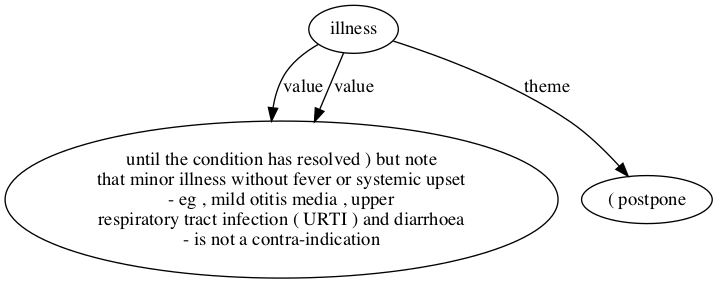 illness
value
value
theme
until the condition has resolved ) but note
that minor illness without fever or systemic upset
- eg , mild otitis media , upper
respiratory tract infection ( URTI ) and diarrhoea
- is not a contra-indication
( postpone